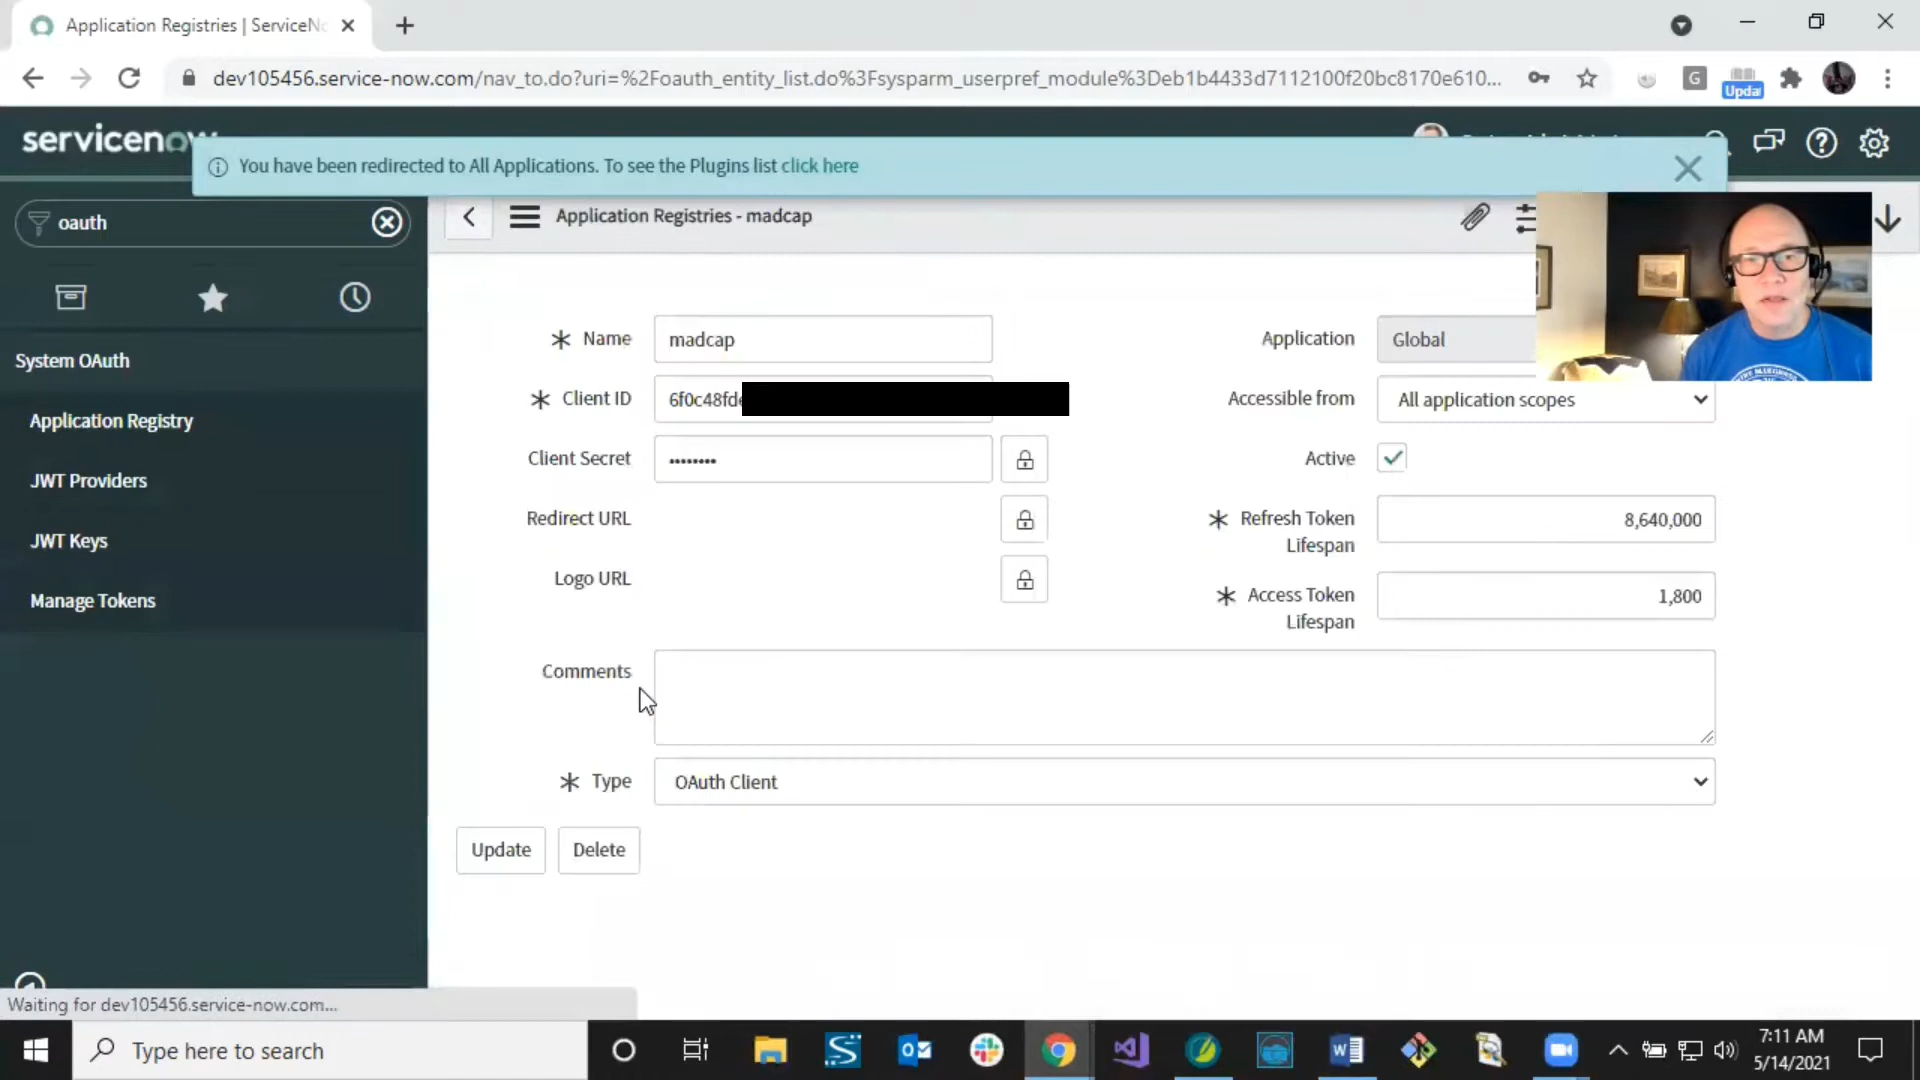 Application Registries | ServiceNo
dev105456.service-now.com/nav_to.do?uri=%2Foauth_entity_list.do%3Fsysparm_userpref_module%3Deb1b4433d7112100f20bc8170e610...
G
Updat
servicenow
You have been redirected to All Applications. To see the Plugins list click here
oauth
Application Registries - madcap
System OAuth
Application Registry
JWT Providers
JWT Keys
Manage Tokens
Name madcap
Client ID 6f0c48fde
Client Secret ••••••••
Redirect URL
Logo URL
Application Global
Accessible from All application scopes
Active
Refresh Token Lifespan 8,640,000
Access Token Lifespan 1,800
Comments
Type OAuth Client
Update Delete
Waiting for dev105456.service-now.com...
Type here to search
7:11 AM
5/14/2021